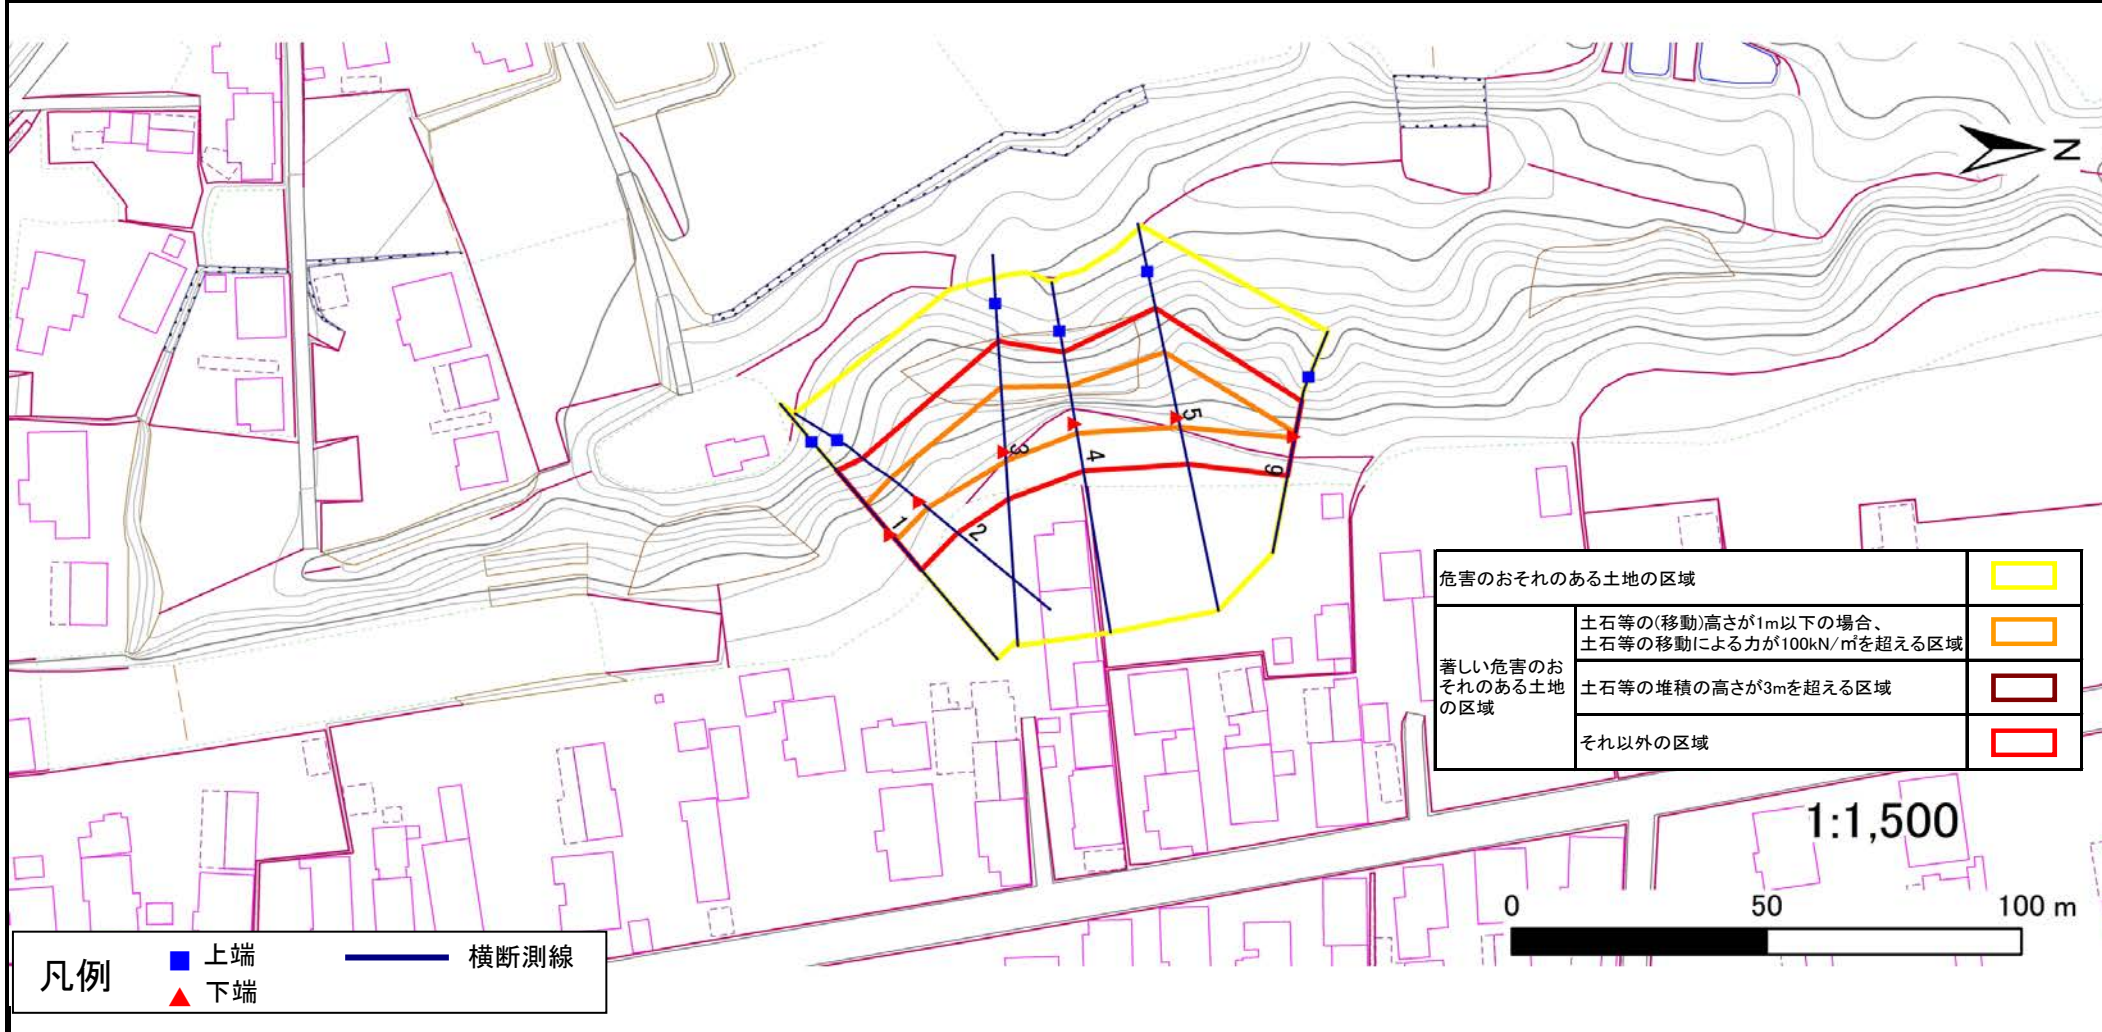 N
1
2
3
4
5
6
危害のおそれのある土地の区域
著しい危害のお
それのある土地
の区域
土石等の(移動)高さが1m以下の場合、
土石等の移動による力が100kN/㎡を超える区域
土石等の堆積の高さが3mを超える区域
それ以外の区域
1:1,500
0 50 100 m
凡例
上端
下端
横断測線